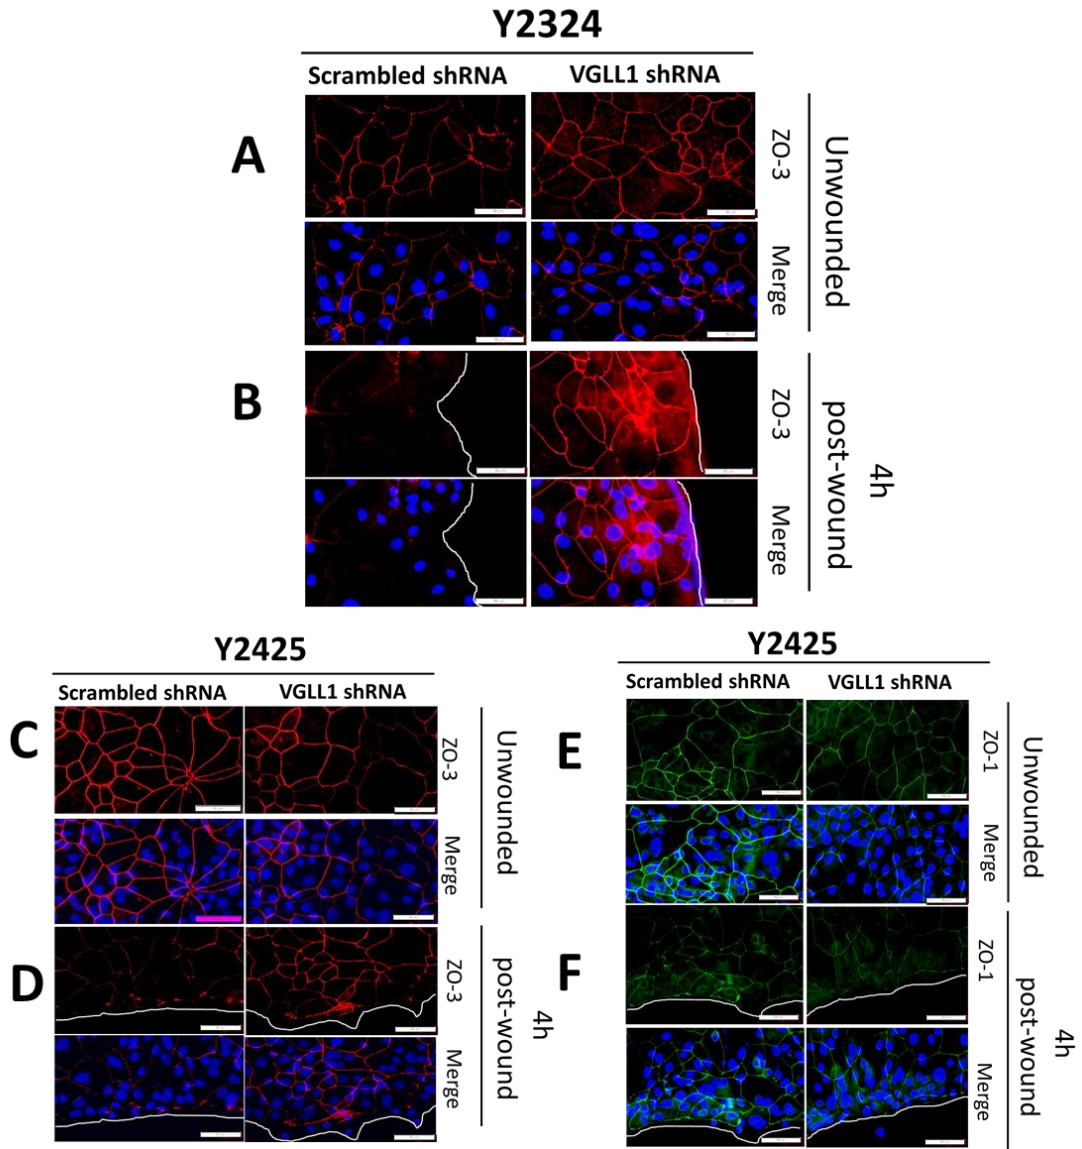 Y2324
Scrambled shRNA
VGLL1 shRNA
A
ZO-3
Merge
Unwounded
B
ZO-3
Merge
4h
post-wound
Y2425
Scrambled shRNA
VGLL1 shRNA
C
ZO-3
Merge
Unwounded
D
ZO-3
Merge
4h
post-wound
Y2425
Scrambled shRNA
VGLL1 shRNA
E
ZO-1
Merge
Unwounded
F
ZO-1
Merge
4h
post-wound